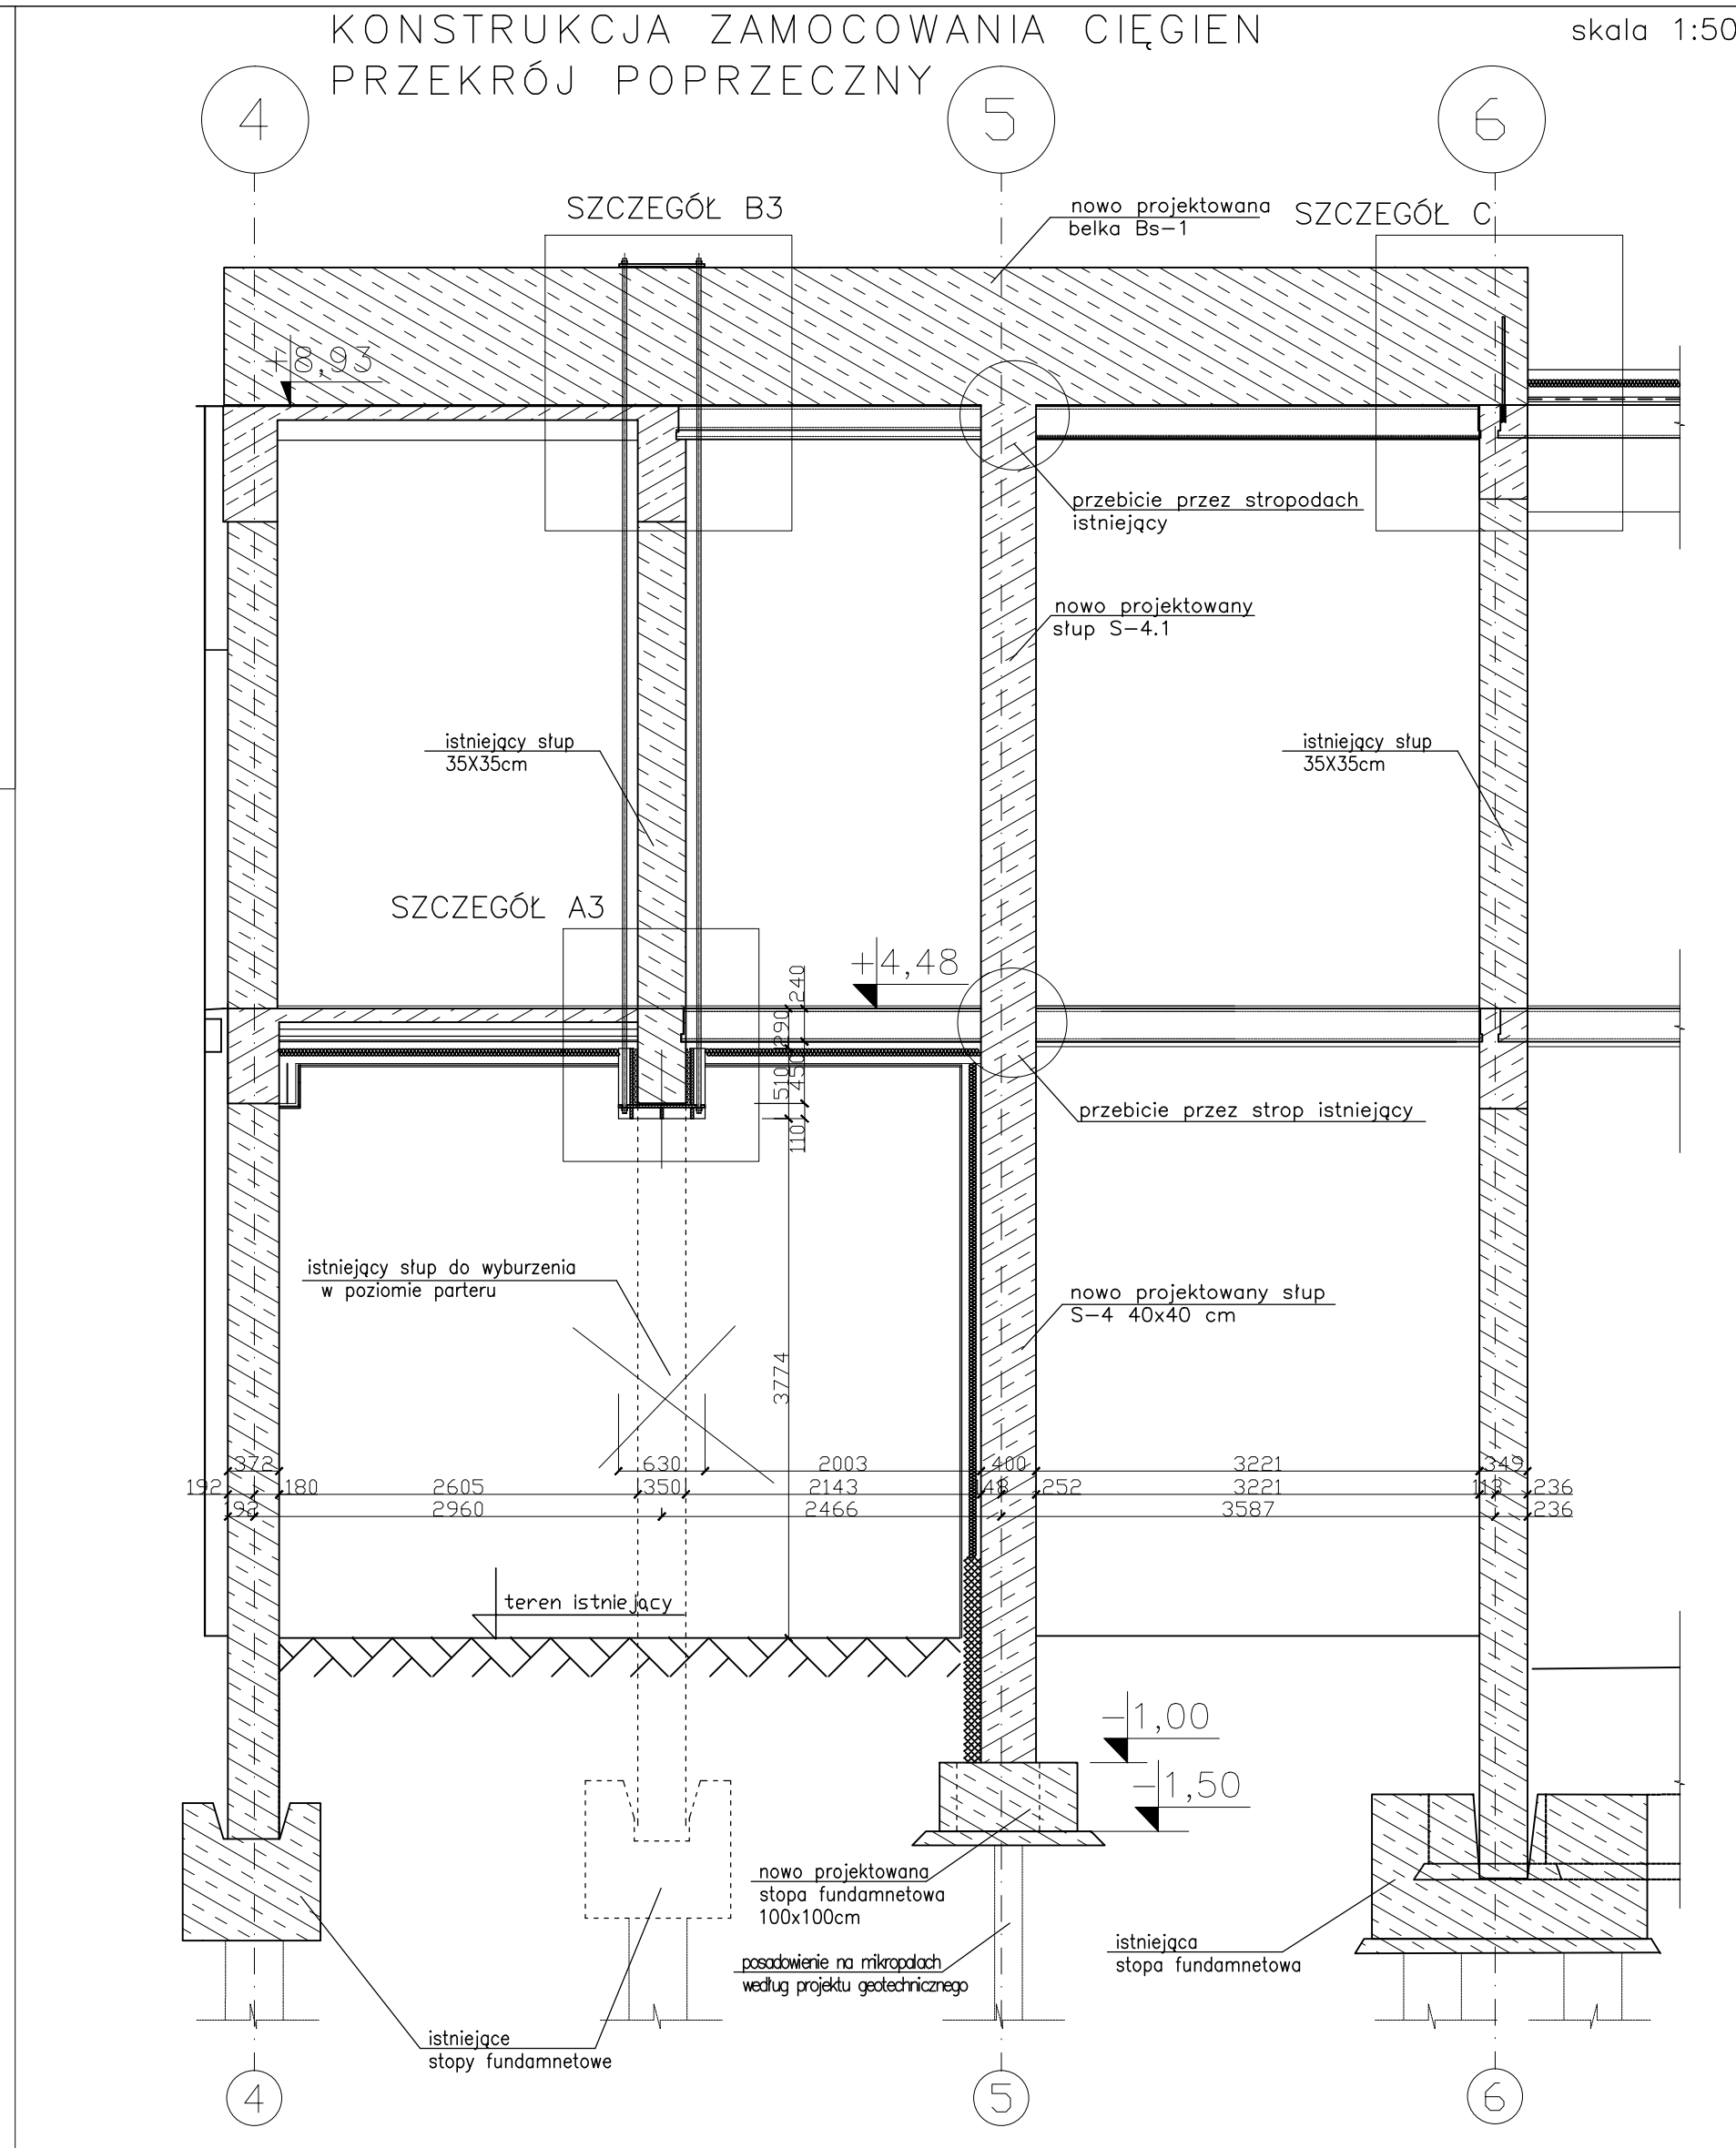 KONSTRUKCJA ZAMOCOWANIA CIĘGIEN
skala 1:50
PRZEKRÓJ POPRZECZNY
4
5
6
SZCZEGÓŁ B3
nowo projektowana
belka Bs-1
SZCZEGÓŁ C
+8,93
przebicie przez stropodach
istniejący
nowo projektowany
słup S-4.1
istniejący słup
35X35cm
istniejący słup
35X35cm
SZCZEGÓŁ A3
+4,48
240
290
450
510
110
przebicie przez strop istniejący
istniejący słup do wyburzenia
w poziomie parteru
nowo projektowany słup
S-4 40x40 cm
3774
372 630 2003 400 3221 349
192 180 2605 350 2143 148 252 3221 113 236
192 2960 2466 3587 236
teren istniejący
-1,00
-1,50
nowo projektowana
stopa fundamnetowa
100x100cm
posadowienie na mikropalach
według projektu geotechnicznego
istniejąca
stopa fundamnetowa
istniejące
stopy fundamnetowe
4
5
6